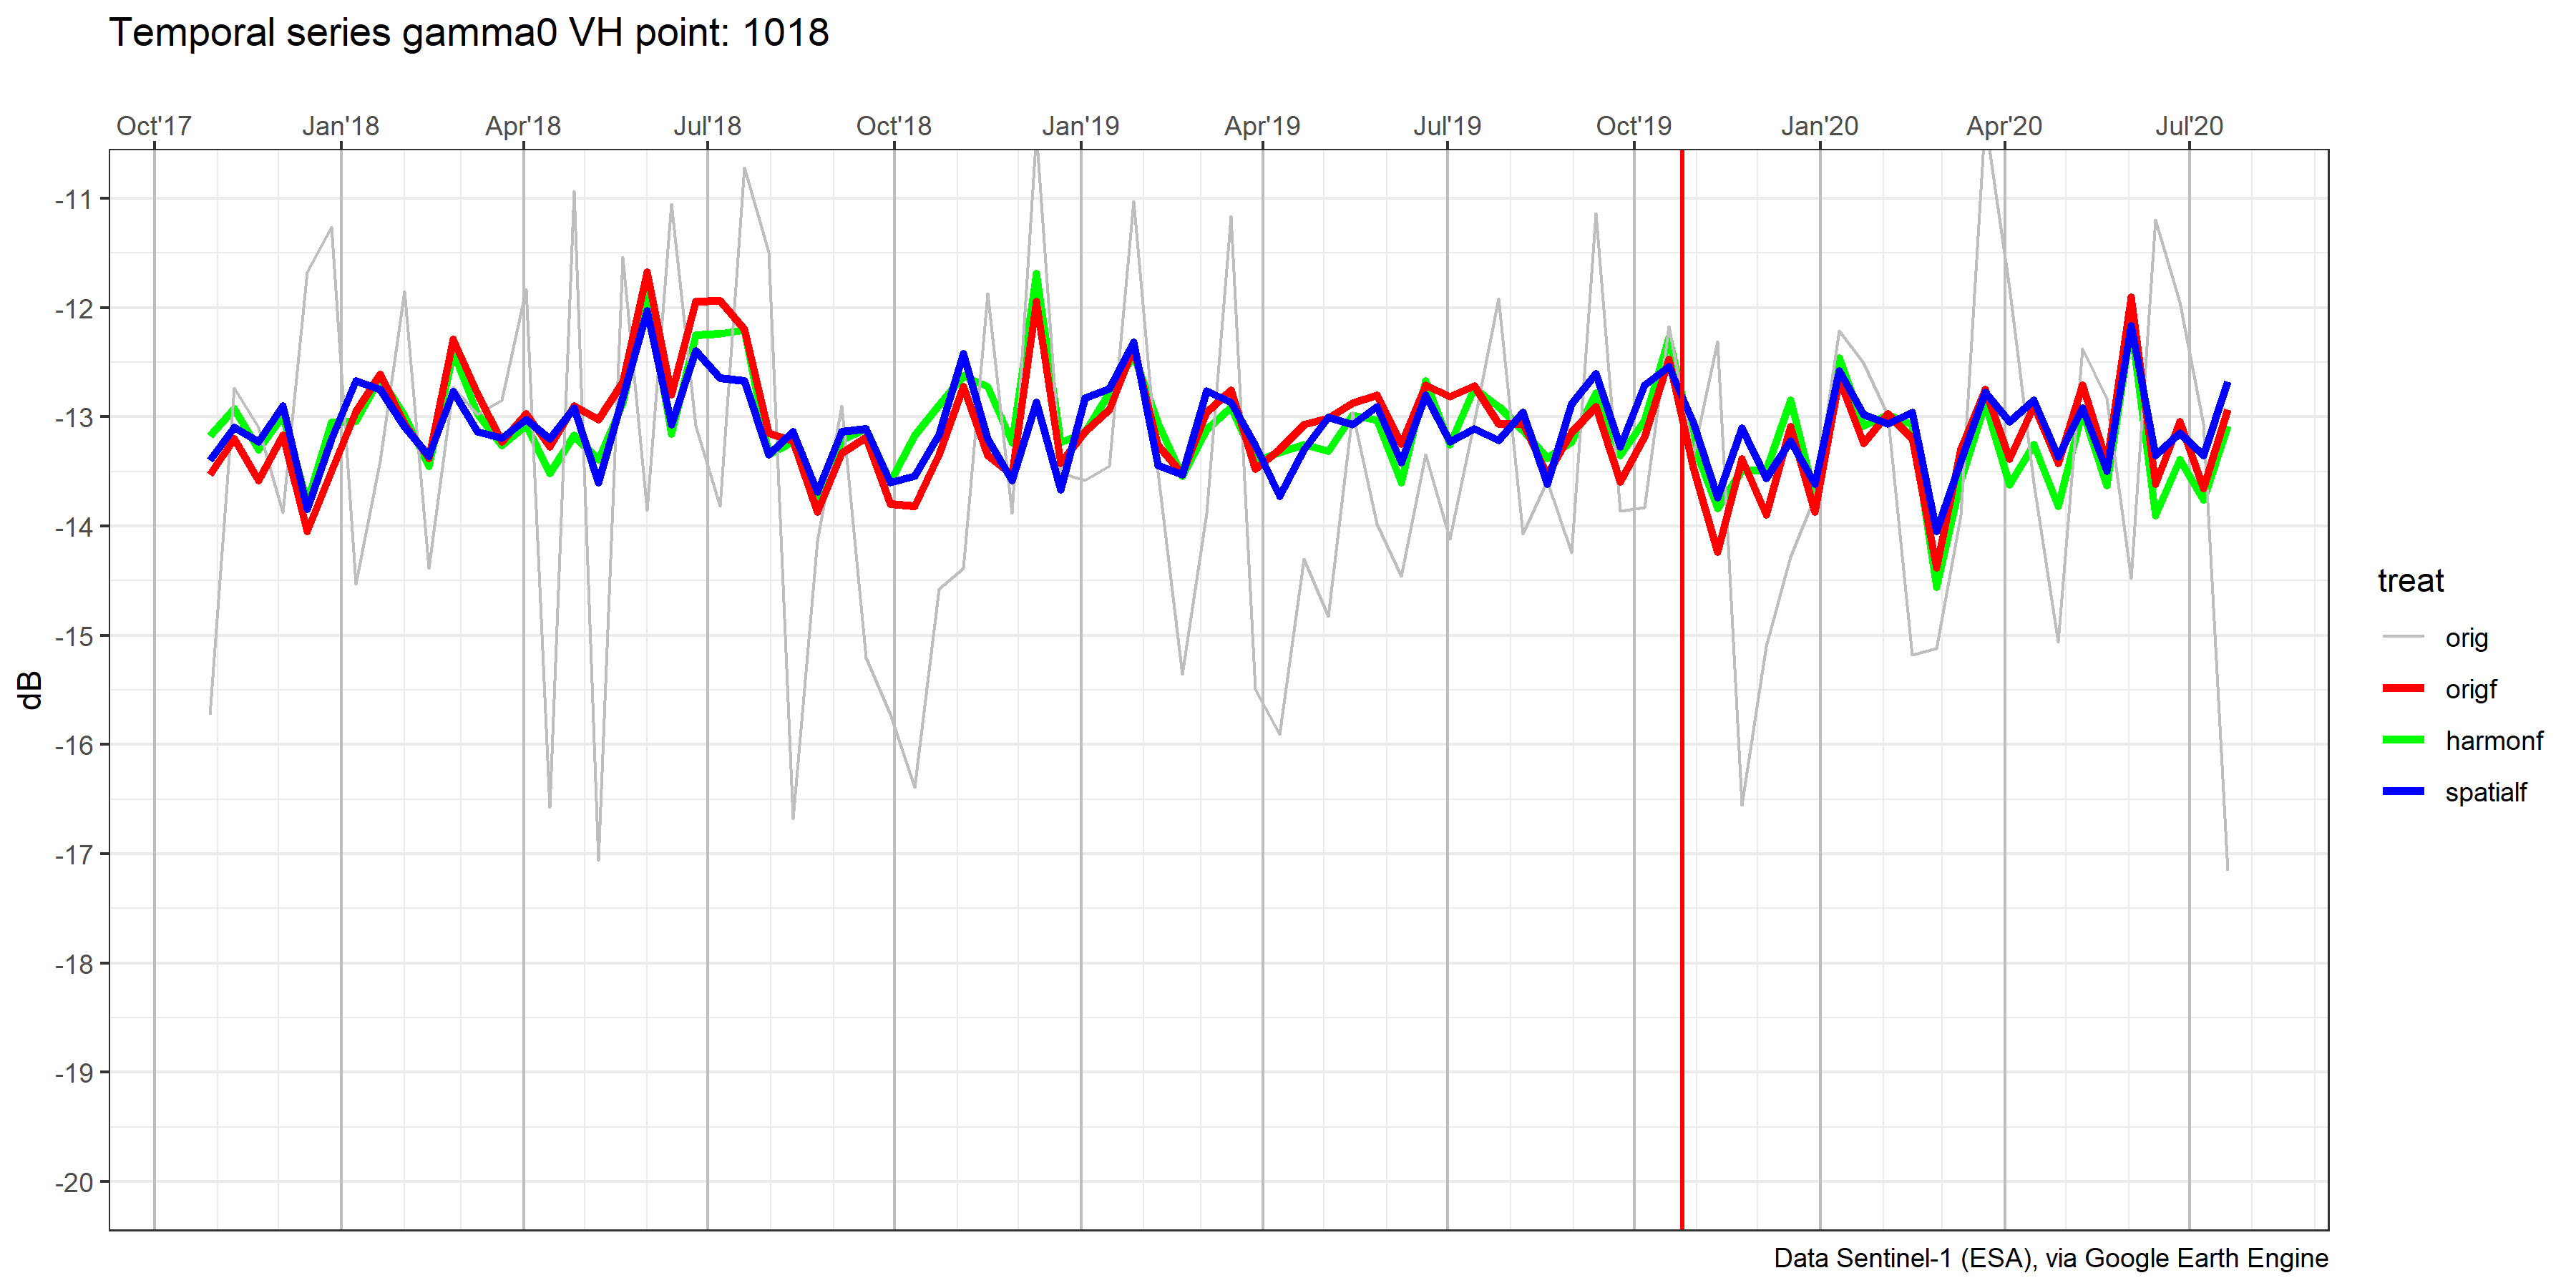 Temporal series gamma0 VH point: 1018
Oct'17 Jan'18 Apr'18 Jul'18 Oct'18 Jan'19 Apr'19 Jul'19 Oct'19 Jan'20 Apr'20 Jul'20
-11
-12
-13
-14
-15
-16
-17
-18
-19
-20
dB
treat
orig
origf
harmonf
spatialf
Data Sentinel-1 (ESA), via Google Earth Engine